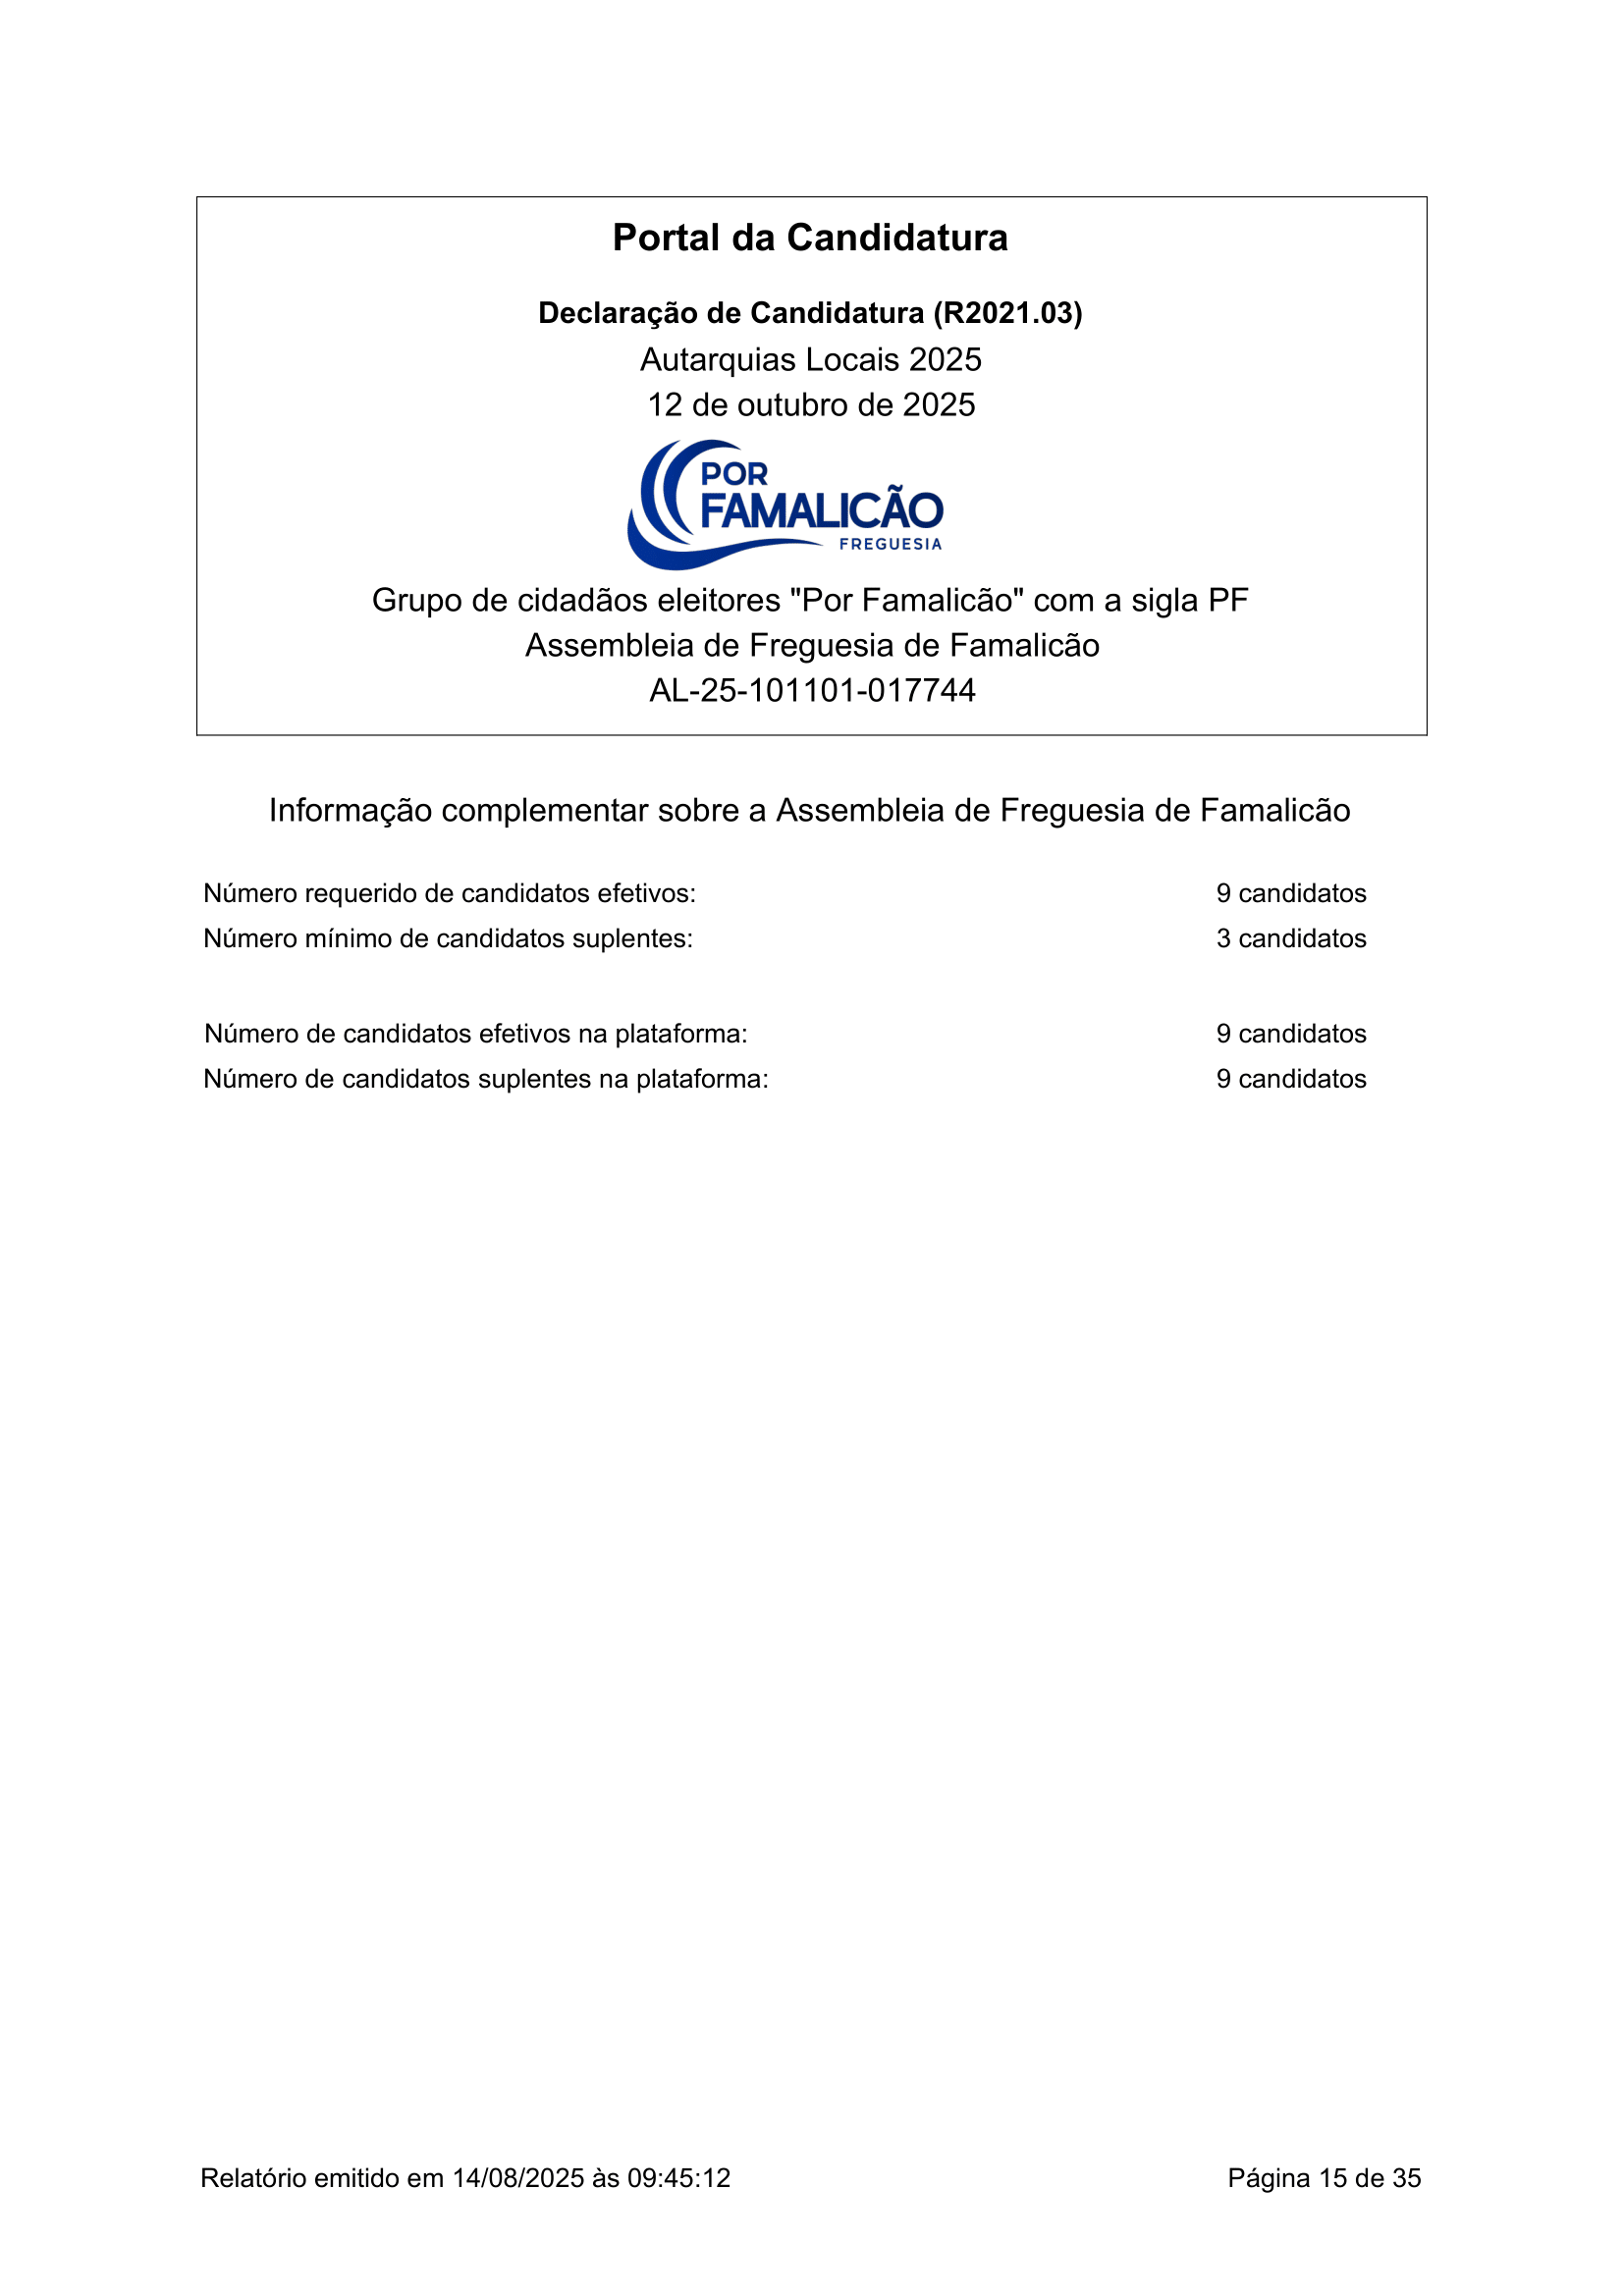 Portal da Candidatura
Declaração de Candidatura (R2021.03)
Autarquias Locais 2025
12 de outubro de 2025
POR
FAMALICÃO
FREGUESIA
Grupo de cidadãos eleitores "Por Famalicão" com a sigla PF
Assembleia de Freguesia de Famalicão
AL-25-101101-017744
Informação complementar sobre a Assembleia de Freguesia de Famalicão
Número requerido de candidatos efetivos: 9 candidatos
Número mínimo de candidatos suplentes: 3 candidatos
Número de candidatos efetivos na plataforma: 9 candidatos
Número de candidatos suplentes na plataforma: 9 candidatos
Relatório emitido em 14/08/2025 às 09:45:12 Página 15 de 35